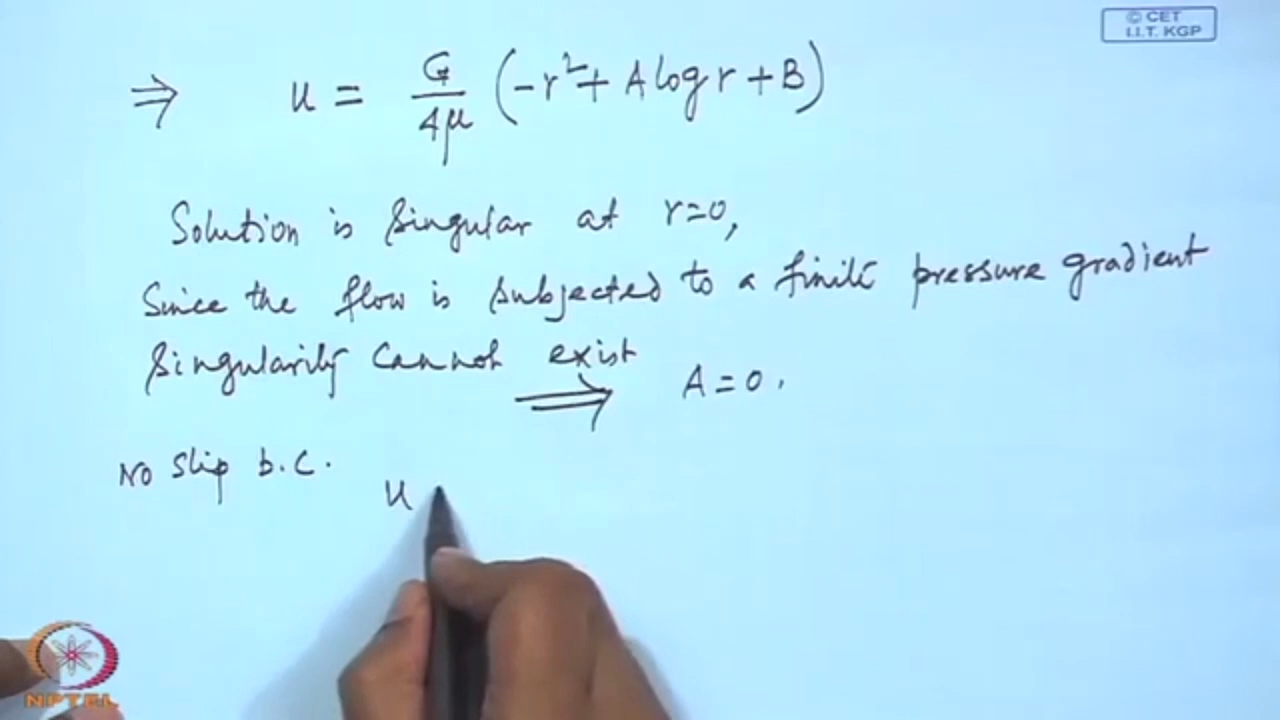 © CET
I.I.T. KGP
⇒ u = G/4μ (-r² + A log r + B)
Solution is singular at r=0,
Since the flow is subjected to a finite pressure gradient
Singularity cannot exist
⇒ A = 0.
No slip b.c. u
NPTEL